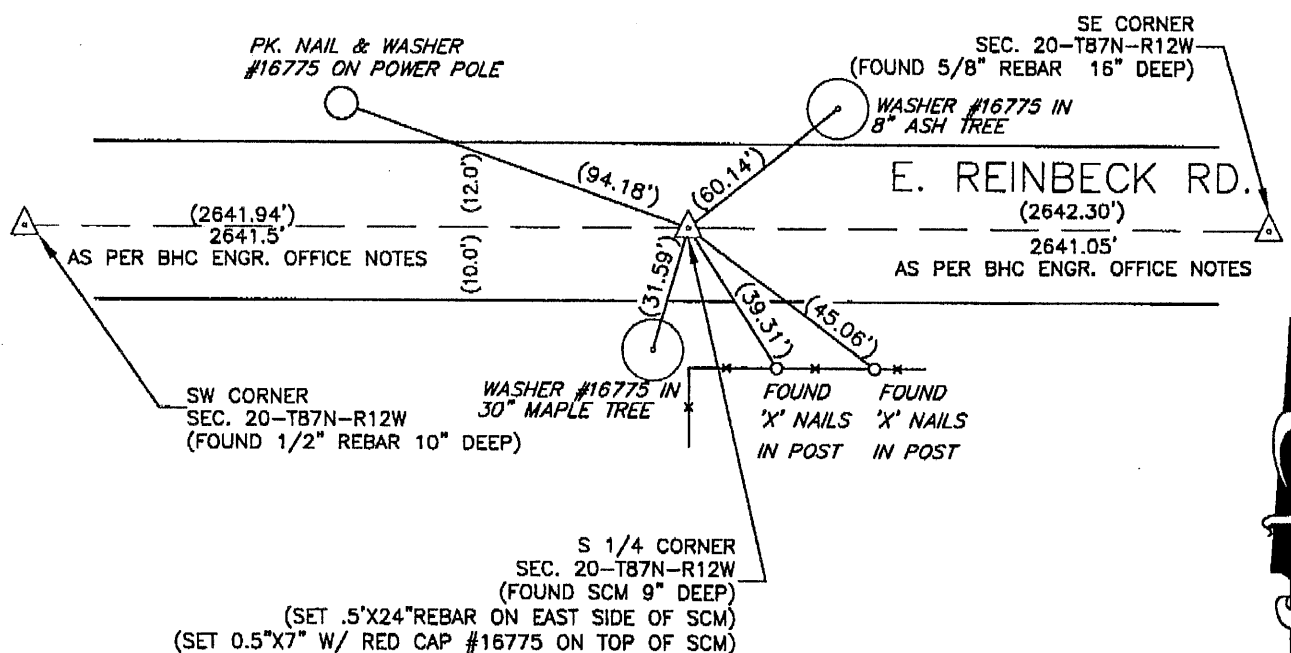 PK. NAIL & WASHER
#16775 ON POWER POLE
SE CORNER
SEC. 20-T87N-R12W
(FOUND 5/8" REBAR 16" DEEP)
WASHER #16775 IN
8" ASH TREE
E. REINBECK RD.
(94.18')
(60.14')
(12.0')
(10.0')
(2641.94')
2641.5'
AS PER BHC ENGR. OFFICE NOTES
(2642.30')
2641.05'
AS PER BHC ENGR. OFFICE NOTES
(31.59')
(39.31')
(45.06')
SW CORNER
SEC. 20-T87N-R12W
(FOUND 1/2" REBAR 10" DEEP)
WASHER #16775 IN
30" MAPLE TREE
FOUND
'X' NAILS
IN POST
FOUND
'X' NAILS
IN POST
S 1/4 CORNER
SEC. 20-T87N-R12W
(FOUND SCM 9" DEEP)
(SET .5'X24"REBAR ON EAST SIDE OF SCM)
(SET 0.5"X7" W/ RED CAP #16775 ON TOP OF SCM)